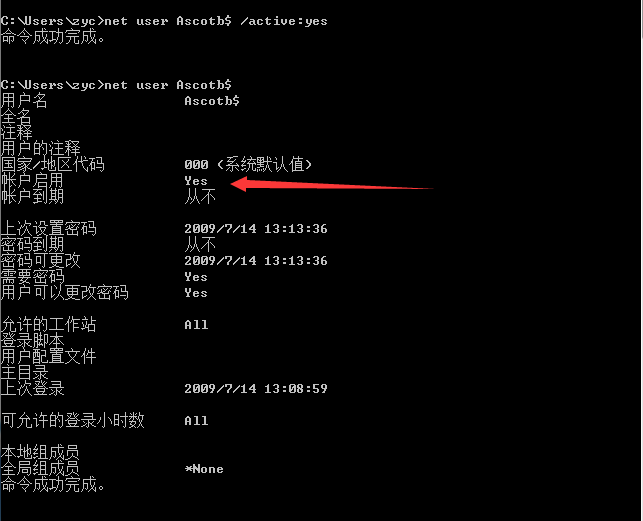 C:\Users\zyc>net user Ascotb$ /active:yes
命令成功完成。
C:\Users\zyc>net user Ascotb$
用户名 Ascotb$
全名
注释
用户的注释
国家/地区代码 000 (系统默认值)
帐户启用 Yes
帐户到期 从不
上次设置密码 2009/7/14 13:13:36
密码到期 从不
密码可更改 2009/7/14 13:13:36
需要密码 Yes
用户可以更改密码 Yes
允许的工作站 All
登录脚本
用户配置文件
主目录
上次登录 2009/7/14 13:08:59
可允许的登录小时数 All
本地组成员
全局组成员 *None
命令成功完成。